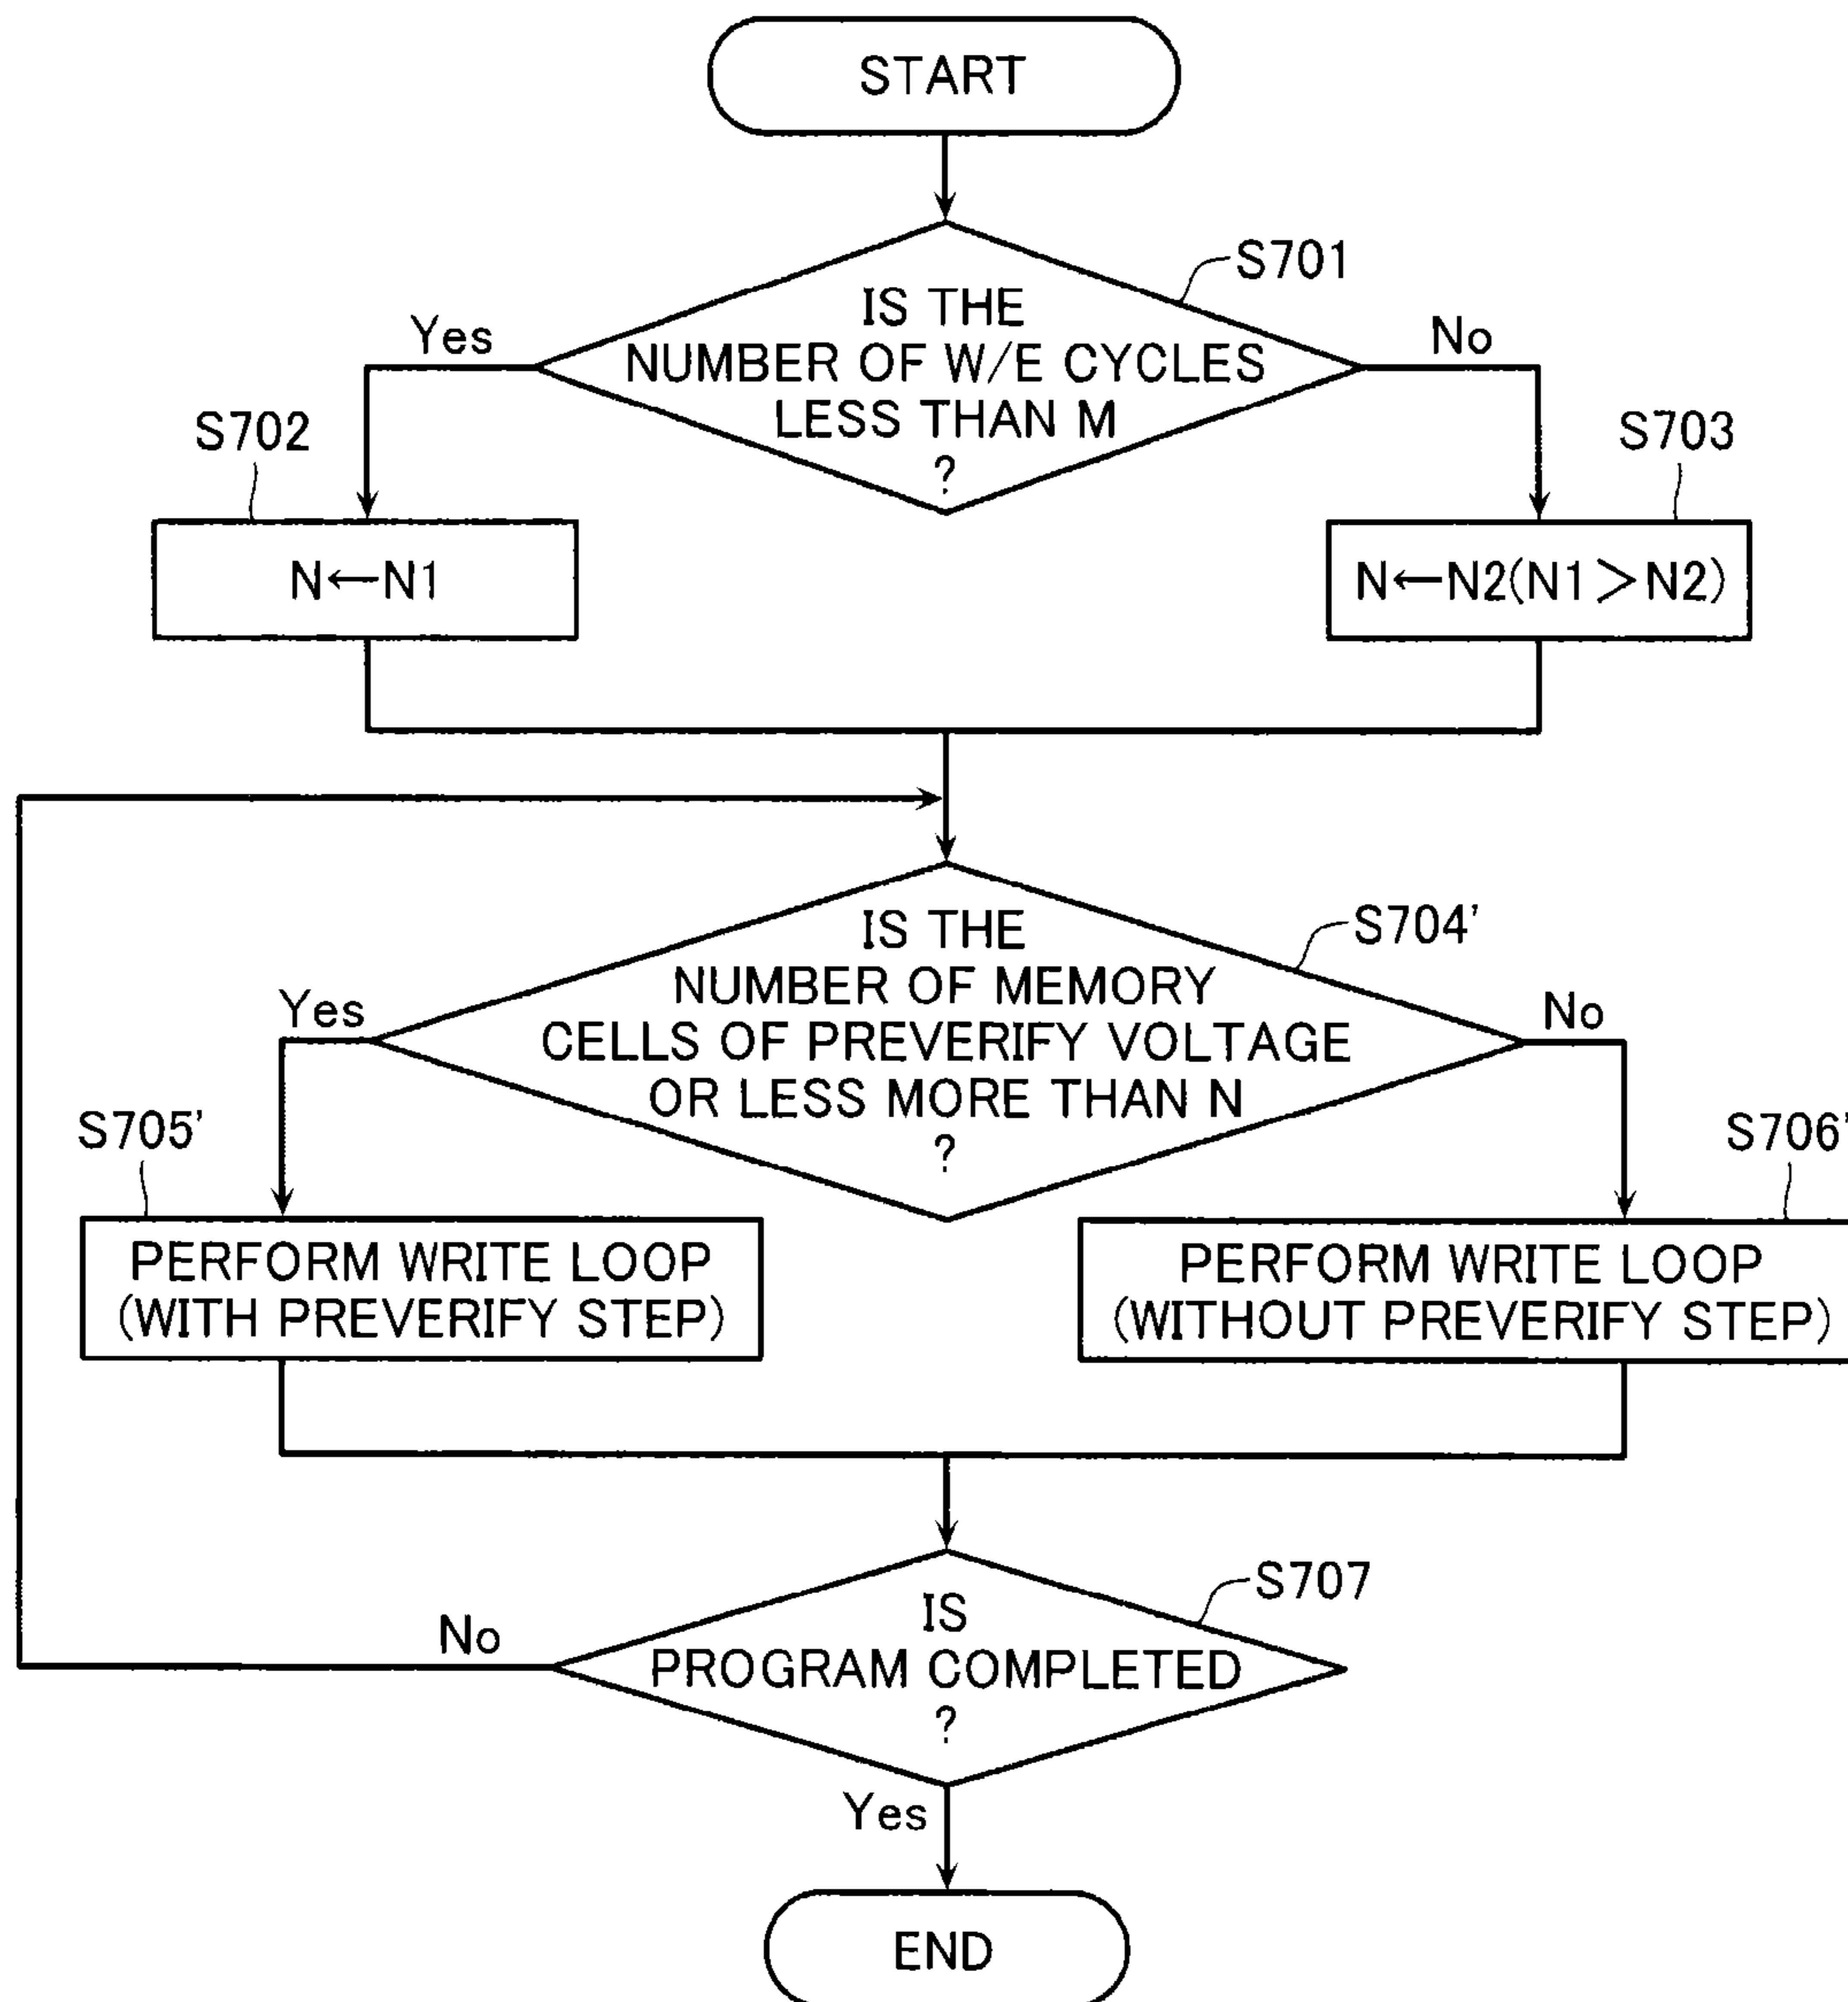 START
S701
IS THE
NUMBER OF W/E CYCLES
LESS THAN M
?
Yes
No
S702
S703
N←N1
N←N2(N1>N2)
S704'
IS THE
NUMBER OF MEMORY
CELLS OF PREVERIFY VOLTAGE
OR LESS MORE THAN N
?
Yes
No
S705'
S706'
PERFORM WRITE LOOP
(WITH PREVERIFY STEP)
PERFORM WRITE LOOP
(WITHOUT PREVERIFY STEP)
S707
IS
PROGRAM COMPLETED
?
No
Yes
END